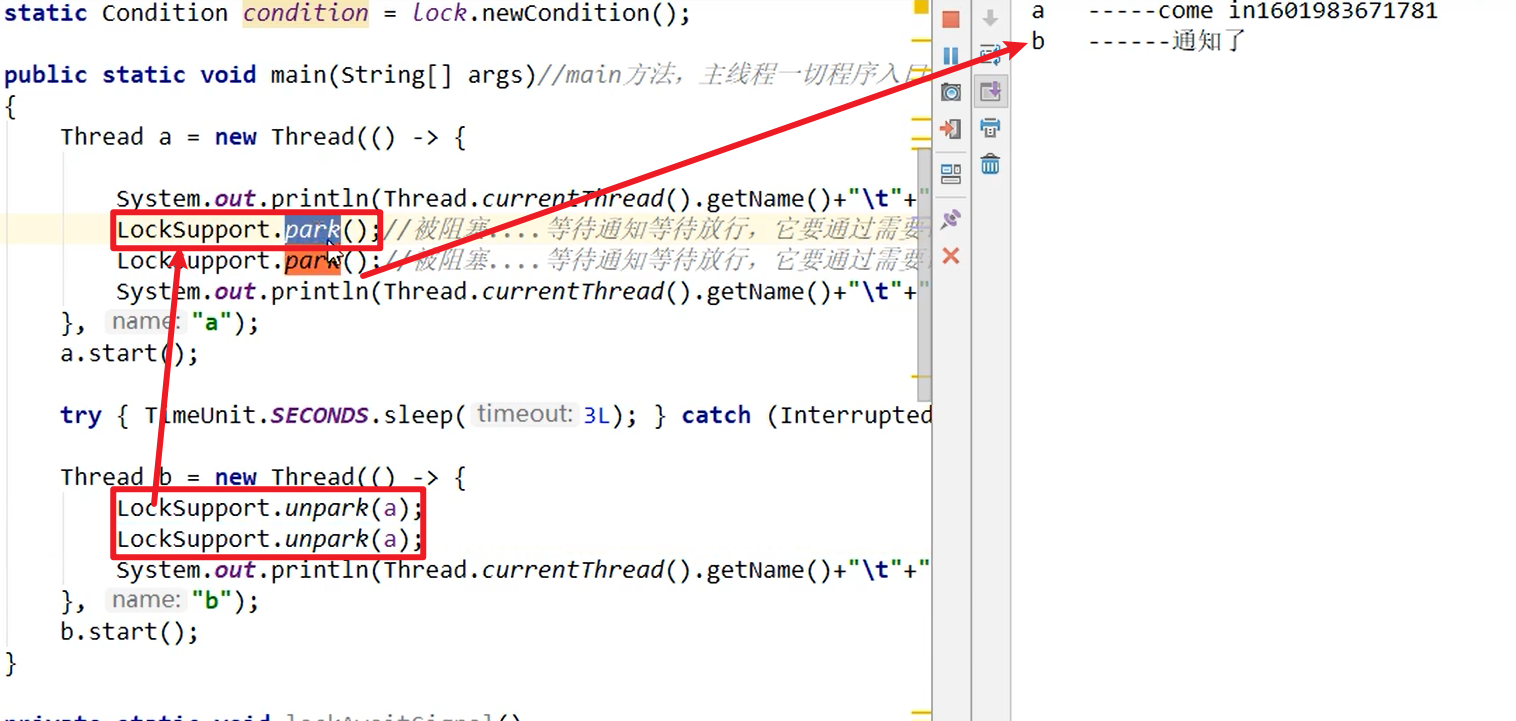 static Condition condition = lock.newCondition();
public static void main(String[] args)//main方法，主线程一切程序入口
{
Thread a = new Thread(() -> {
System.out.println(Thread.currentThread().getName()+"\t"+"
LockSupport.park();//被阻塞....等待通知等待放行，它要通过需要
LockSupport.park();//被阻塞....等待通知等待放行，它要通过需要
System.out.println(Thread.currentThread().getName()+"\t"+"
}, name: "a");
a.start();
try { TimeUnit.SECONDS.sleep( timeout: 3L); } catch (Interrupted
Thread b = new Thread(() -> {
LockSupport.unpark(a);
LockSupport.unpark(a);
System.out.println(Thread.currentThread().getName()+"\t"+"
}, name: "b");
b.start();
}
private static void lockAwaitSignal()
a -----come in1601983671781
b ------通知了